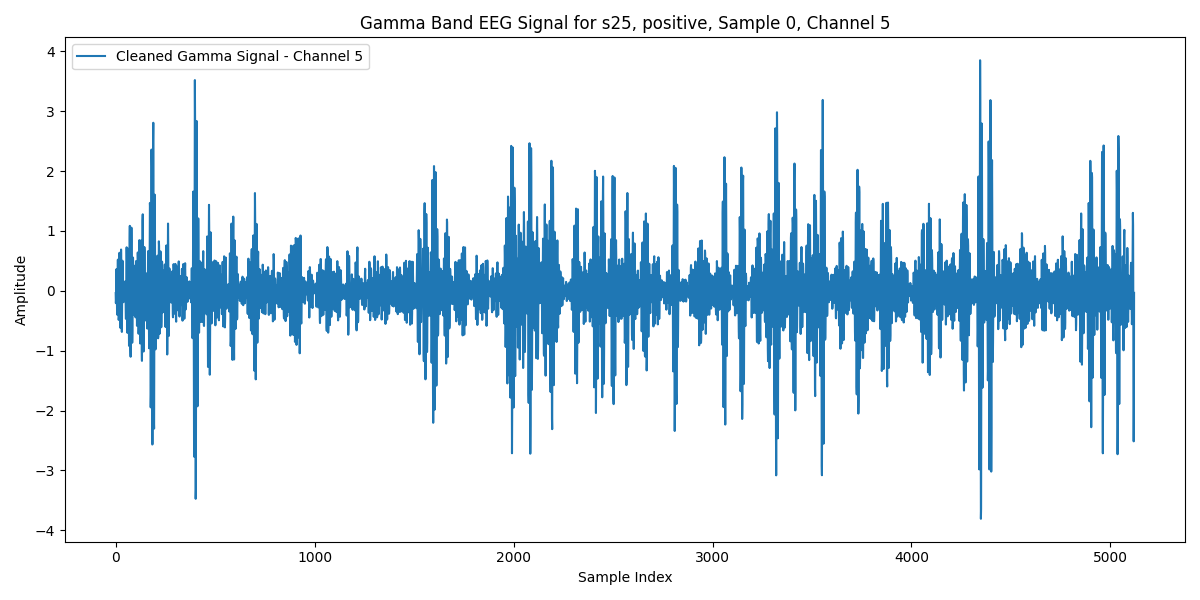 Gamma Band EEG Signal for s25, positive, Sample 0, Channel 5
Cleaned Gamma Signal - Channel 5
Amplitude
4
3
2
1
0
−1
−2
−3
−4
0 1000 2000 3000 4000 5000
Sample Index